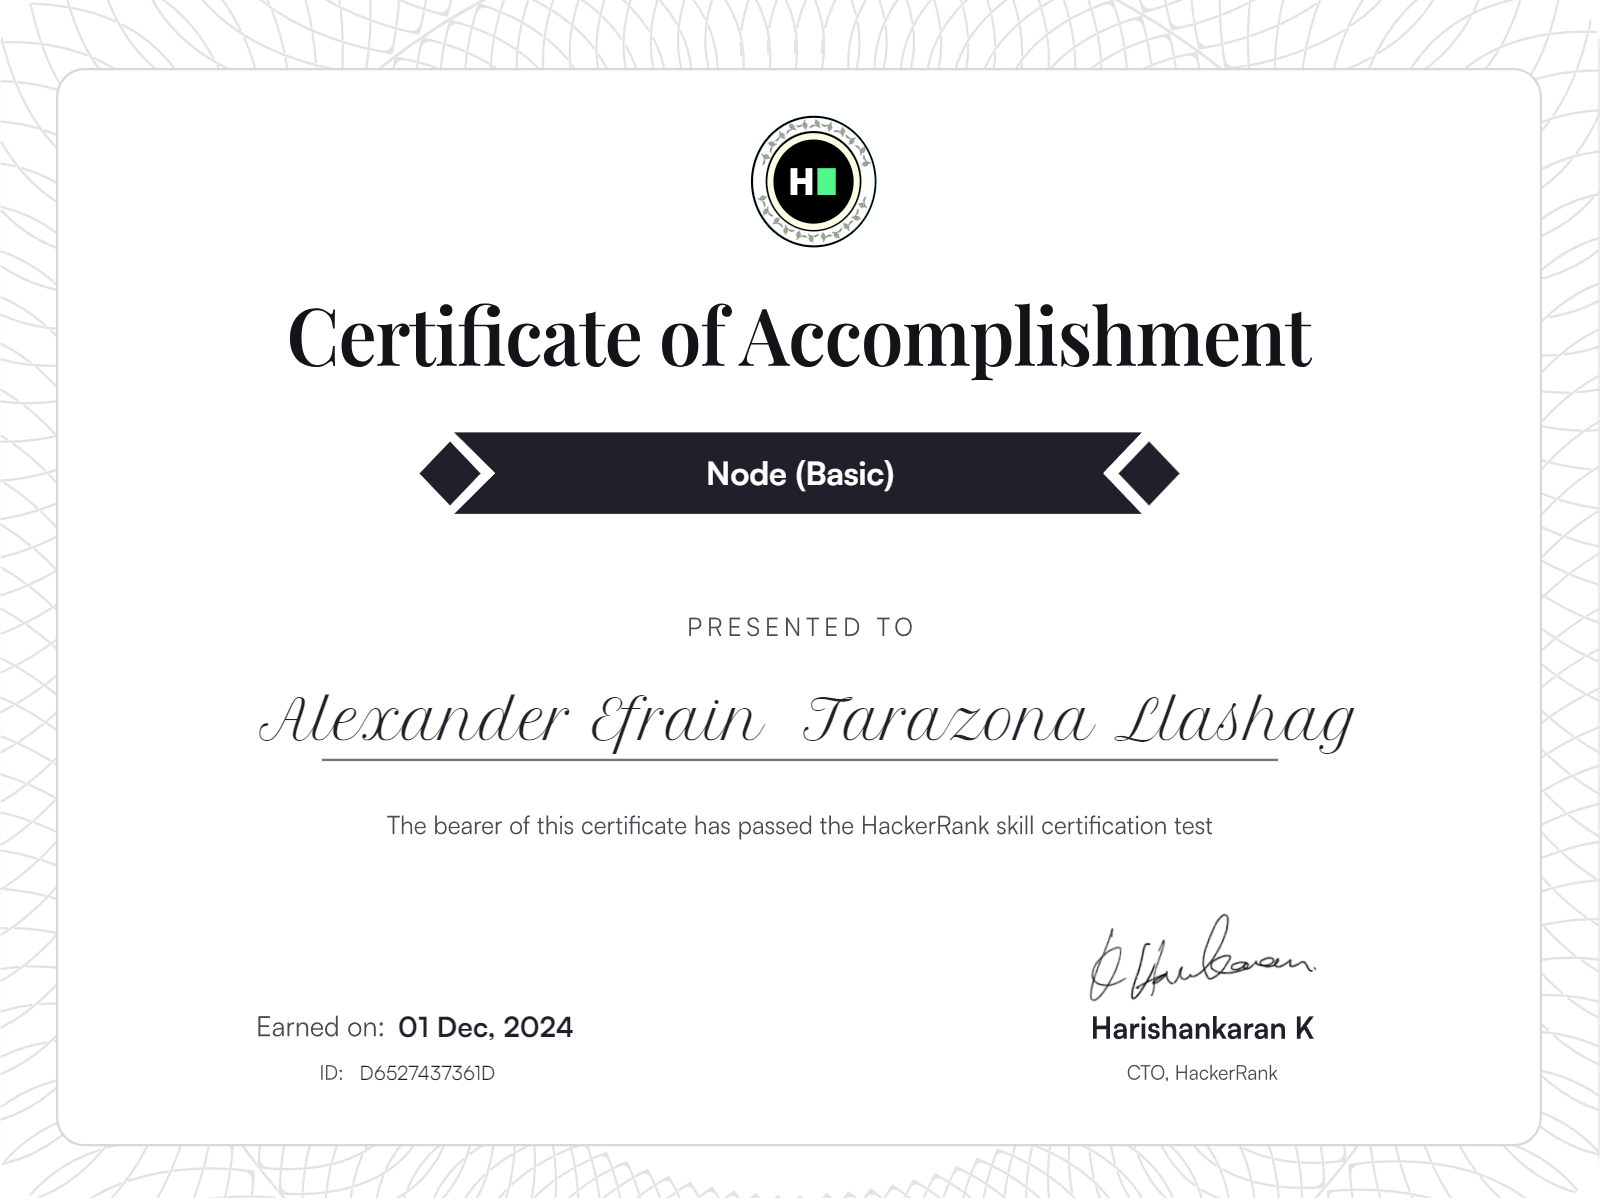 H
Certificate of Accomplishment
Node (Basic)
PRESENTED TO
Alexander Efrain Tarazona Llashag
The bearer of this certificate has passed the HackerRank skill certification test
Earned on: 01 Dec, 2024
ID: D6527437361D
Harishankaran K
CTO, HackerRank